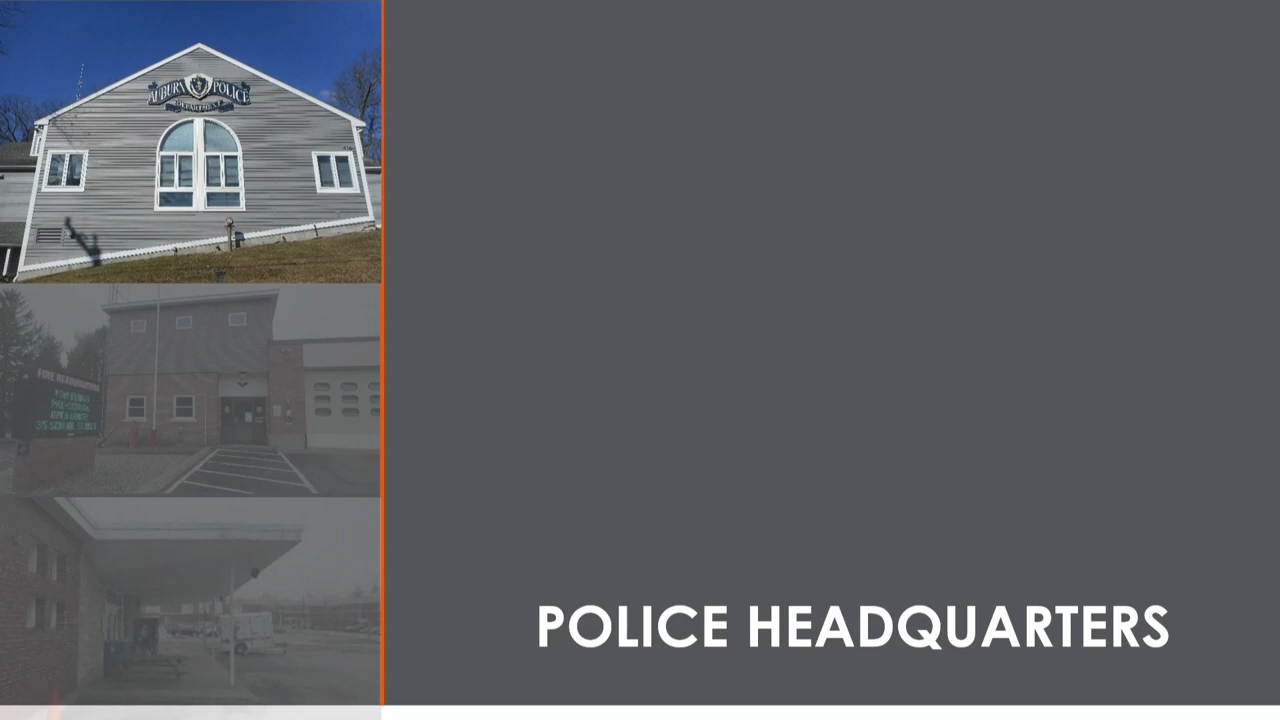 AUBURN POLICE
DEPARTMENT
FIRE HEADQUARTERS
POLICE HEADQUARTERS